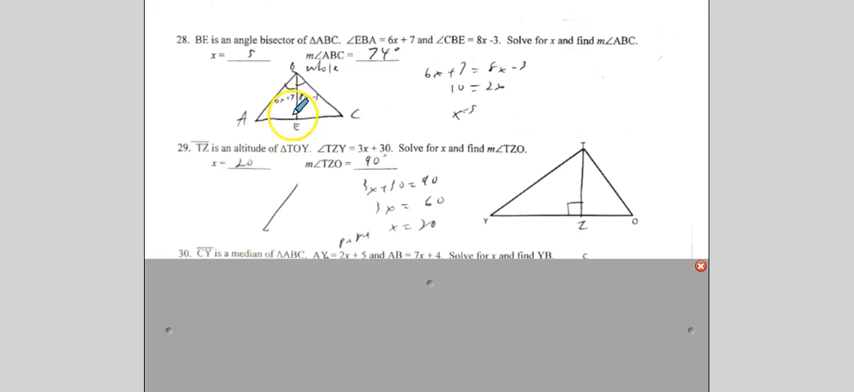 28. BE is an angle bisector of ΔABC. ∠EBA = 6x + 7 and ∠CBE = 8x -3. Solve for x and find m∠ABC.
x = 5 m∠ABC = 74°
B whole
6x + 7 = 8x - 3
10 = 2x
6x+7
x=5
A C
E
29. TZ is an altitude of ΔTOY. ∠TZY = 3x + 30. Solve for x and find m∠TZO.
x = 20 m∠TZO = 90°
T
3x + 30 = 90
3x = 60
x = 20
Y Z O
part
30. CY is a median of ΔABC. AY = 2x + 5 and AB = 7x + 4. Solve for x and find YB.
C